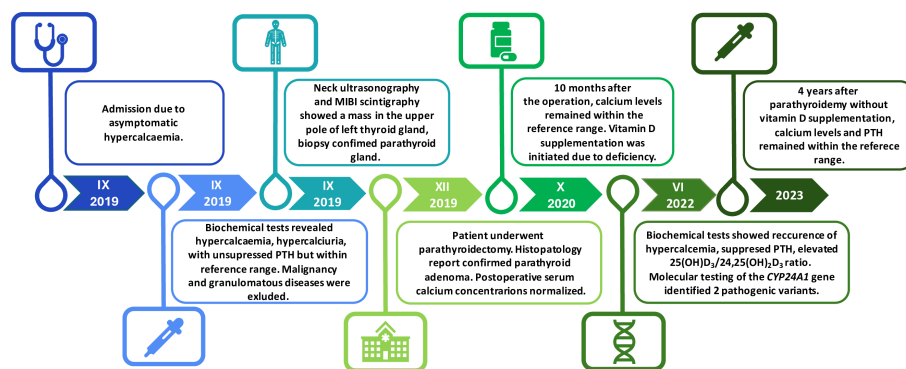 Admission due to
asymptomatic
hypercalcaemia.
IX
2019
Biochemical tests revealed
hypercalcaemia, hypercalciuria,
with unsupressed PTH but within
reference range. Malignancy
and granulomatous diseases were
exluded.
IX
2019
Neck ultrasonography
and MIBI scintigraphy
showed a mass in the upper
pole of left thyroid gland,
biopsy confimed parathyroid
gland.
IX
2019
Patient underwent
parathyroidectomy. Histopatology
report confirmed parathyroid
adenoma. Postoperative serum
calcium concentrarions normalized.
XII
2019
10 months after
the operation, calcium levels
remained within the
reference range. Vitamin D
supplementation was
initiated due to deficiency.
X
2020
Biochemical tests showed reccurence of
hypercalcemia, suppresed PTH, elevated
25(OH)D₃/24,25(OH)₂D₃ ratio.
Molecular testing of the CYP24A1 gene
identified 2 pathogenic variants.
VI
2022
4 years after
parathyroidemy without
vitamin D supplementation,
calcium levels and PTH
remained within the referece
range.
2023